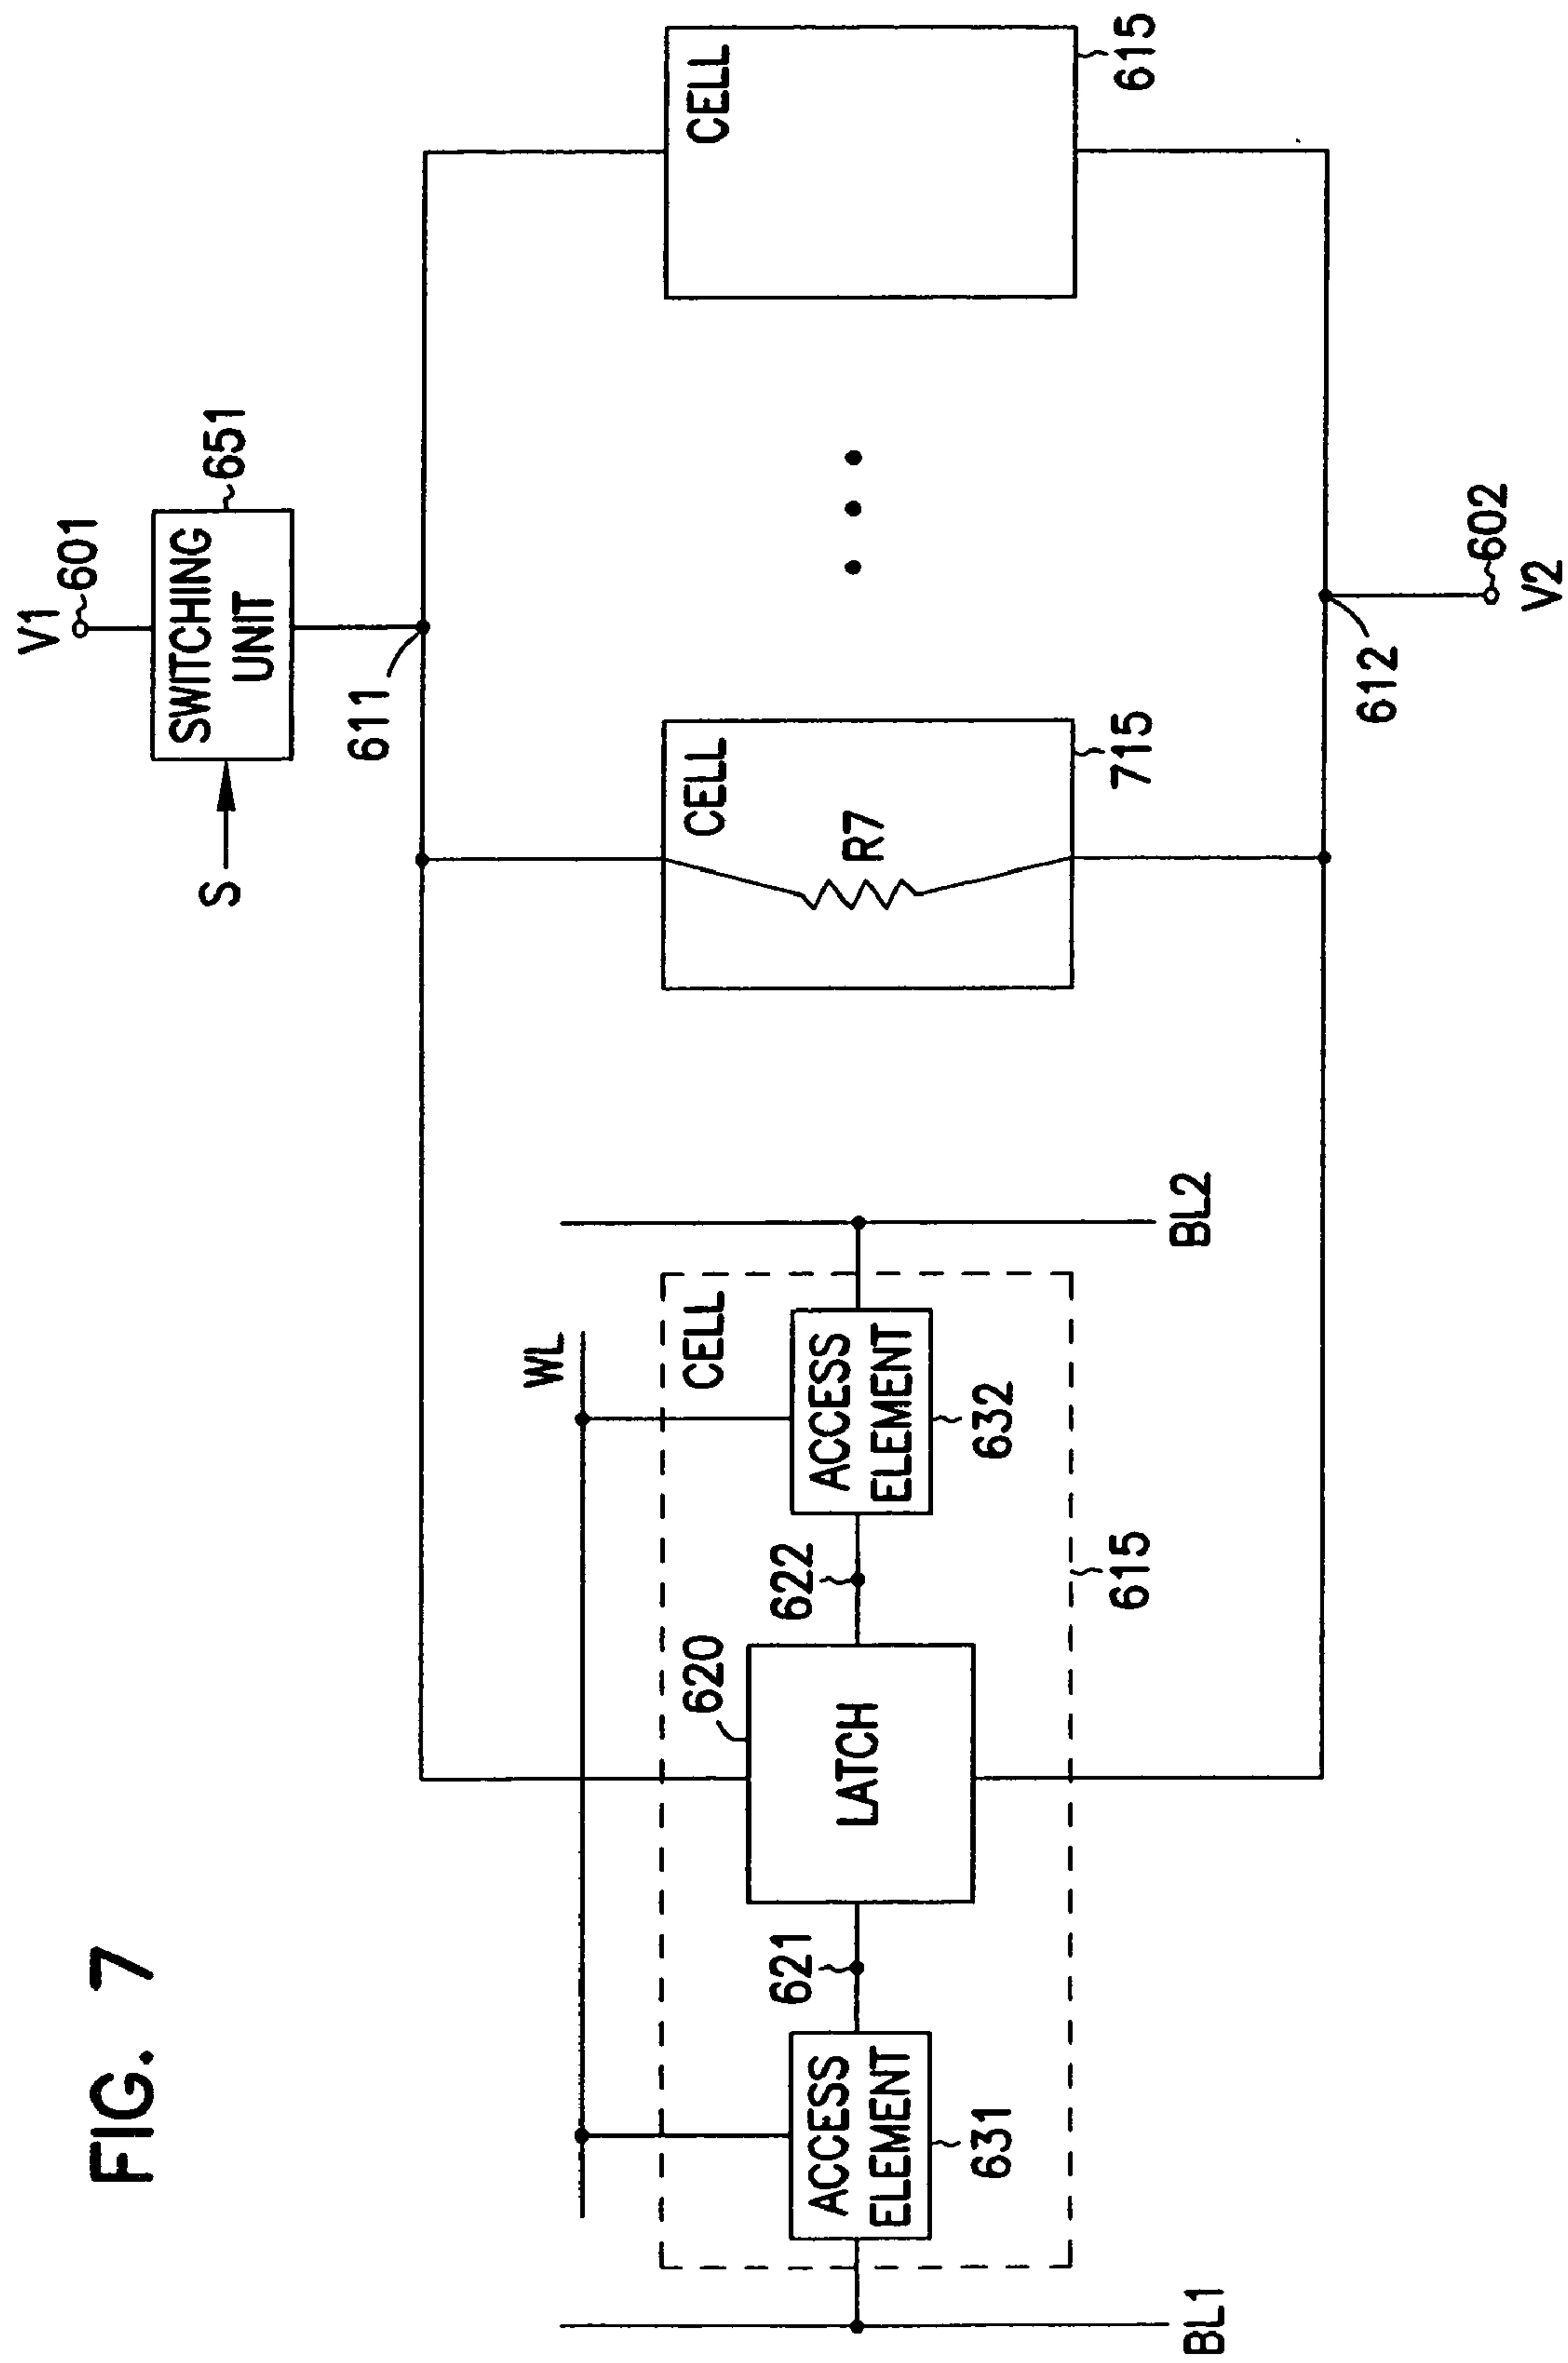 FIG. 7
V1
601
S
SWITCHING
UNIT
651
611
WL
CELL
620
LATCH
621
622
ACCESS
ELEMENT
631
ACCESS
ELEMENT
632
615
BL1
BL2
CELL
R7
715
CELL
615
612
602
V2